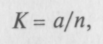 K = a/n,